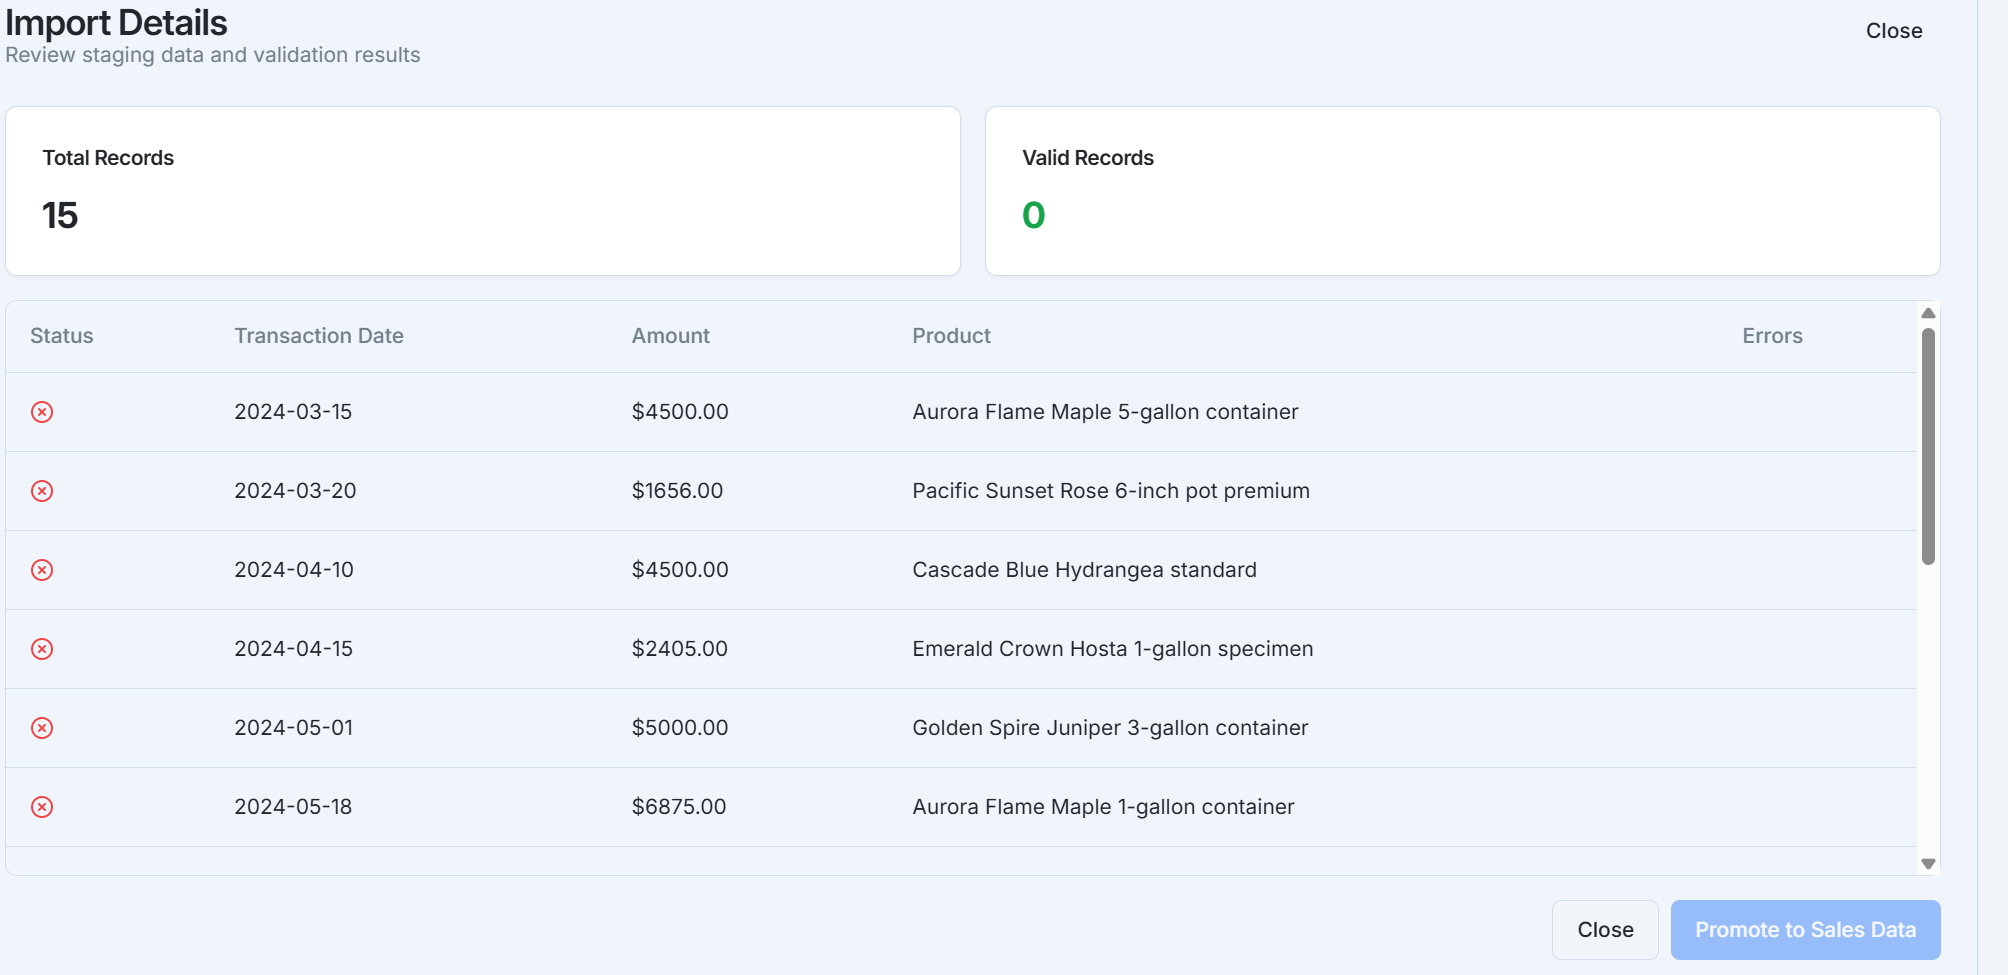 Import Details
Close
Review staging data and validation results
Total Records
15
Valid Records
0
Status Transaction Date Amount Product Errors
2024-03-15 $4500.00 Aurora Flame Maple 5-gallon container
2024-03-20 $1656.00 Pacific Sunset Rose 6-inch pot premium
2024-04-10 $4500.00 Cascade Blue Hydrangea standard
2024-04-15 $2405.00 Emerald Crown Hosta 1-gallon specimen
2024-05-01 $5000.00 Golden Spire Juniper 3-gallon container
2024-05-18 $6875.00 Aurora Flame Maple 1-gallon container
Close Promote to Sales Data